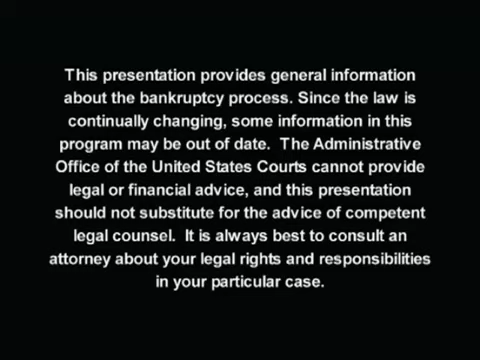 This presentation provides general information
about the bankruptcy process. Since the law is
continually changing, some information in this
program may be out of date.  The Administrative
Office of the United States Courts cannot provide
legal or financial advice, and this presentation
should not substitute for the advice of competent
legal counsel.  It is always best to consult an
attorney about your legal rights and responsibilities
in your particular case.